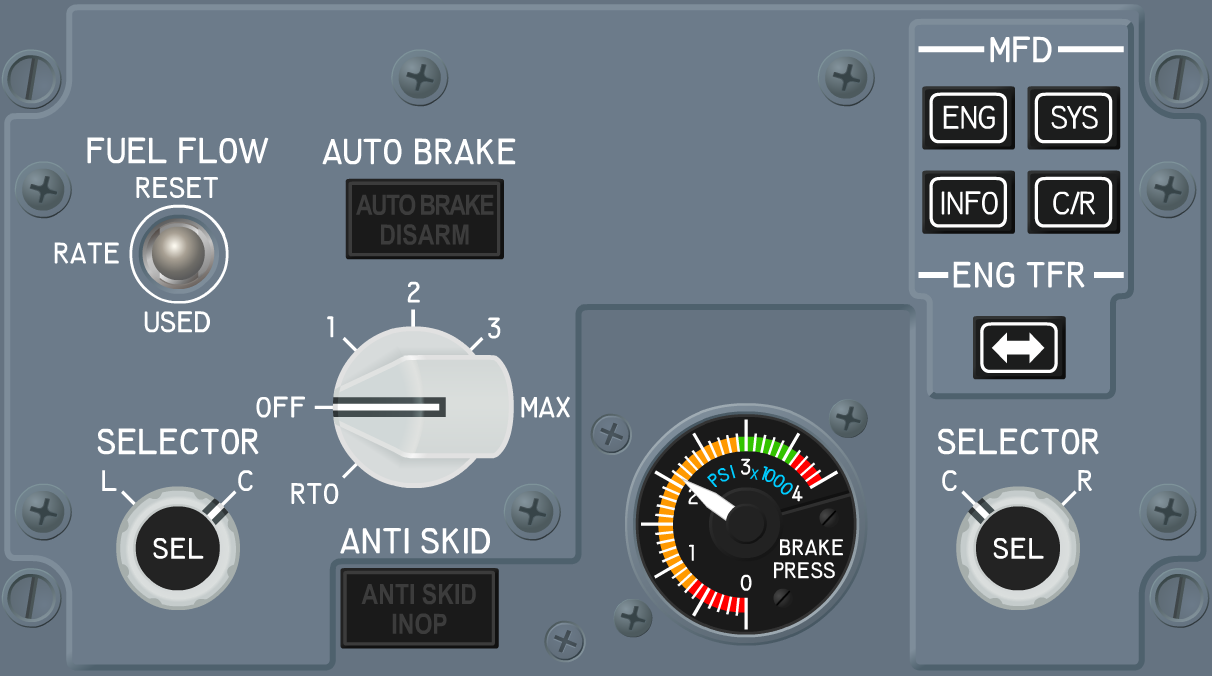 MFD
ENG
SYS
INFO
C/R
ENG TFR
FUEL FLOW
RESET
RATE
USED
AUTO BRAKE
AUTO BRAKE
DISARM
1
2
3
OFF
MAX
RTO
SELECTOR
L
C
SEL
ANTI SKID
ANTI SKID
INOP
PSI x1000
0
1
2
3
4
BRAKE
PRESS
SELECTOR
C
R
SEL